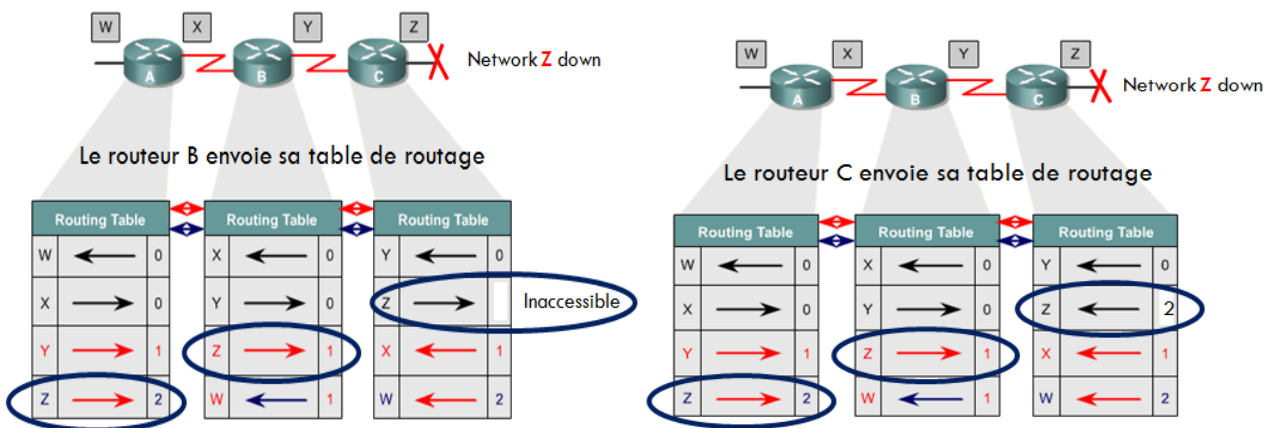 W X Y Z
A B C
Network Z down
Le routeur B envoie sa table de routage
Routing Table Routing Table Routing Table
W 0 X 0 Y 0
X 0 Y 0 Z Inaccessible
Y 1 Z 1 X 1
Z 2 W 1 W 2
W X Y Z
A B C
Network Z down
Le routeur C envoie sa table de routage
Routing Table Routing Table Routing Table
W 0 X 0 Y 0
X 0 Y 0 Z 2
Y 1 Z 1 X 1
Z 2 W 1 W 2